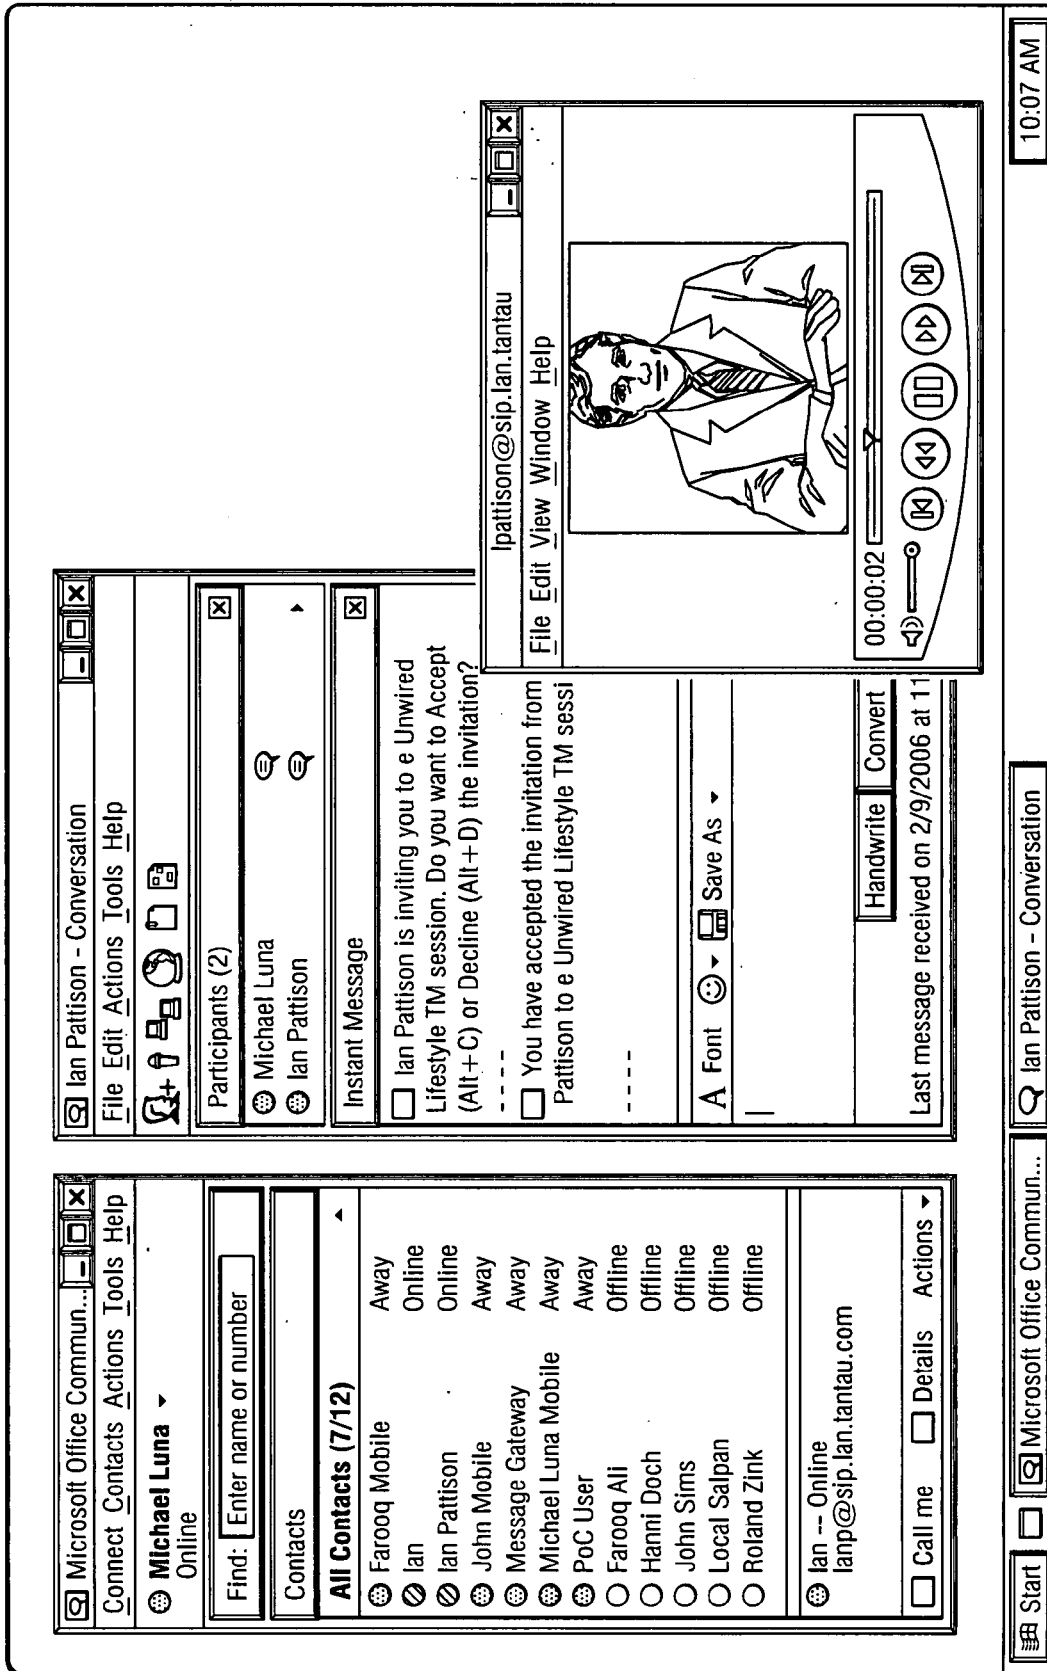 Microsoft Office Commun...
Connect Contacts Actions Tools Help
Michael Luna
Online
Find: Enter name or number
Contacts
All Contacts (7/12)
Farooq Mobile Away
Ian Online
Ian Pattison Online
John Mobile Away
Message Gateway Away
Michael Luna Mobile Away
PoC User Away
Farooq Ali Offline
Hanni Doch Offline
John Sims Offline
Local Salpan Offline
Roland Zink Offline
Ian -- Online
Ianp@sip.Ian.tantau.com
Call me Details Actions
Ian Pattison - Conversation
File Edit Actions Tools Help
Participants (2)
Michael Luna
Ian Pattison
Instant Message
Ian Pattison is inviting you to e Unwired
Lifestyle TM session. Do you want to Accept
(Alt+C) or Decline (Alt+D) the invitation?
- - - -
You have accepted the invitation from
Pattison to e Unwired Lifestyle TM sessi
- - - -
A Font Save As
Handwrite Convert
Last message received on 2/9/2006 at 11
Ipattison@sip.Ian.tantau
File Edit View Window Help
00:00:02
Start Microsoft Office Commun... Ian Pattison - Conversation 10:07 AM